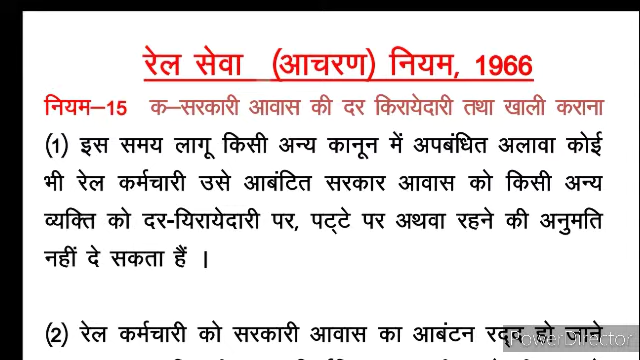 रेल सेवा (आचरण) नियम, 1966
नियम–15 क–सरकारी आवास की दर किरायेदारी तथा खाली कराना
(1) इस समय लागू किसी अन्य कानून में अपबंधित अलावा कोई
भी रेल कर्मचारी उसे आबंटित सरकार आवास को किसी अन्य
व्यक्ति को दर-यिरायेदारी पर, पट्टे पर अथवा रहने की अनुमति
नहीं दे सकता हैं ।
(2) रेल कर्मचारी को सरकारी आवास का आबंटन रद्द हो जाने
PowerDirector